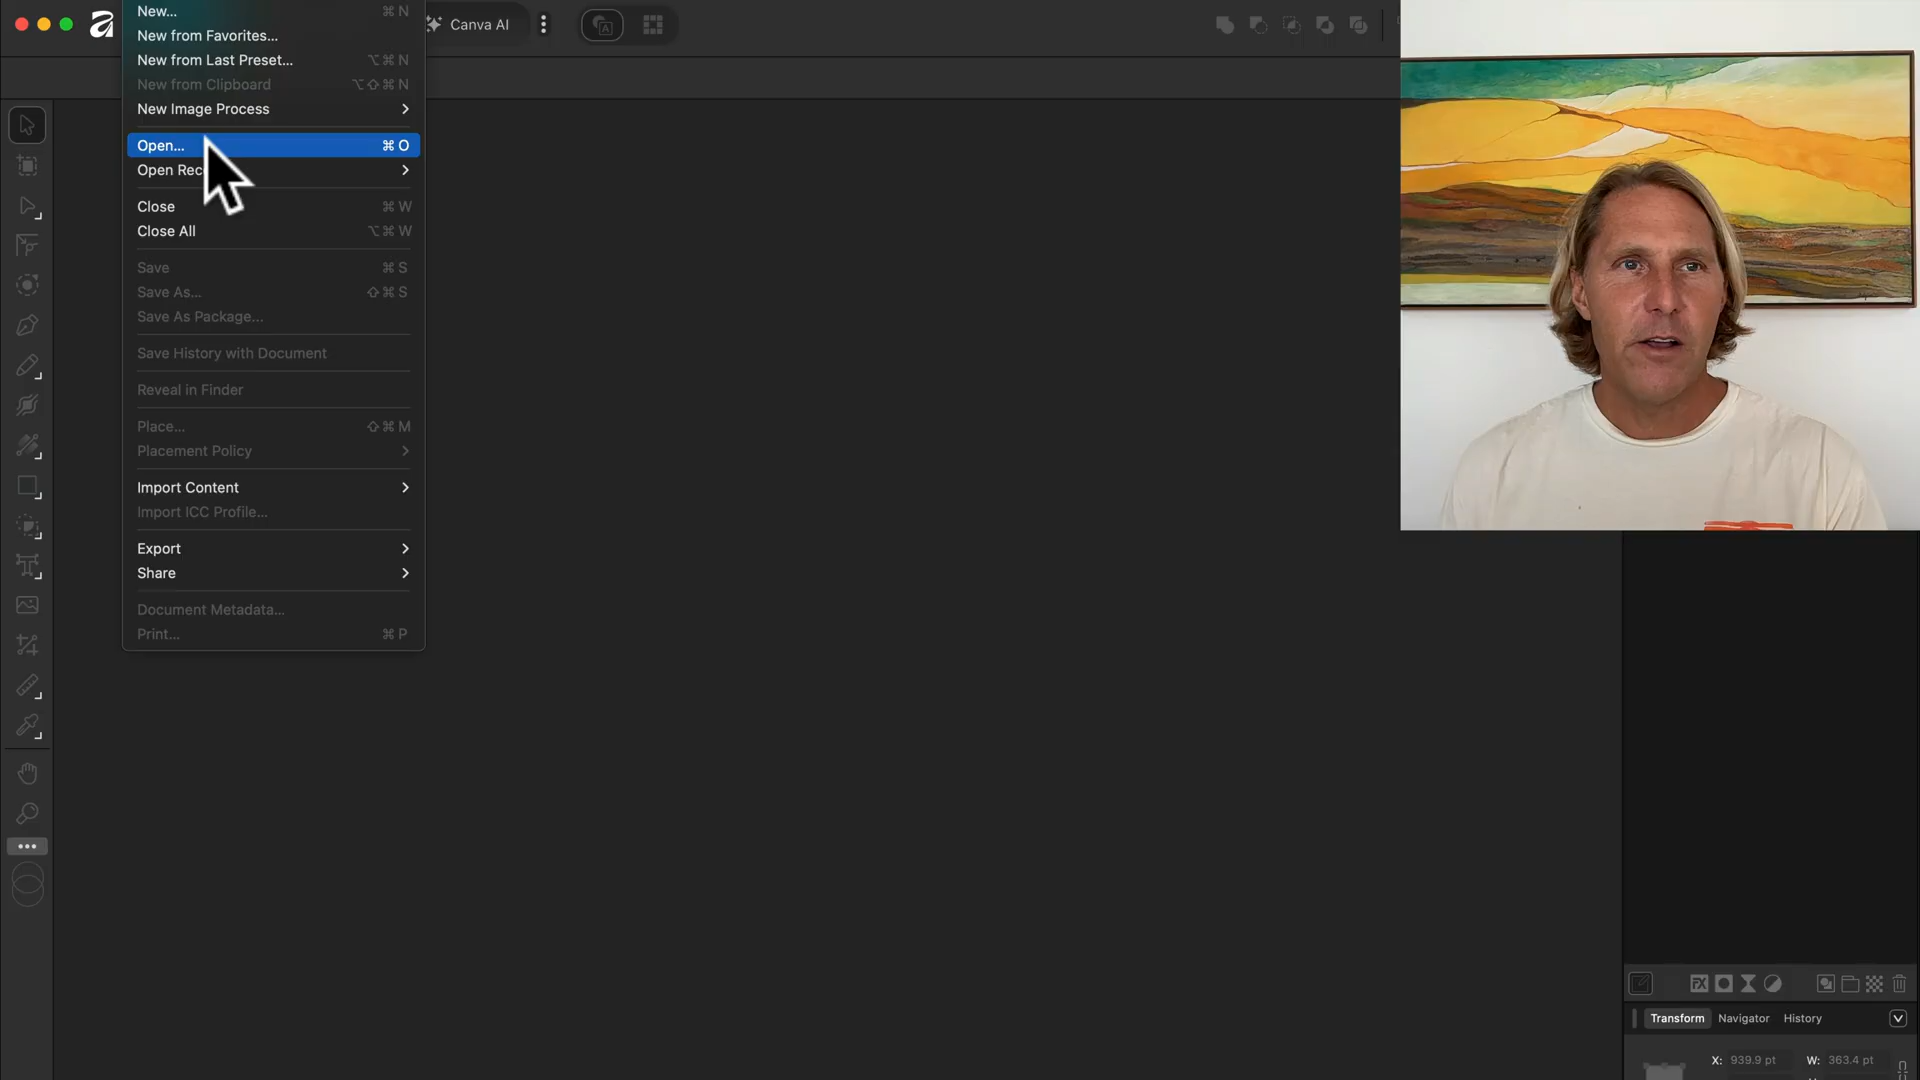 New... ⌘ N
Canva AI
New from Favorites...
New from Last Preset... ⌥⌘ N
New from Clipboard ⌥⇧⌘ N
New Image Process
Open... ⌘ O
Open Rec
Close ⌘ W
Close All ⌥⌘ W
Save ⌘ S
Save As... ⇧⌘ S
Save As Package...
Save History with Document
Reveal in Finder
Place... ⇧⌘ M
Placement Policy
Import Content
Import ICC Profile...
Export
Share
Document Metadata...
Print... ⌘ P
FX
Transform Navigator History
X: 939.9 pt W: 363.4 pt